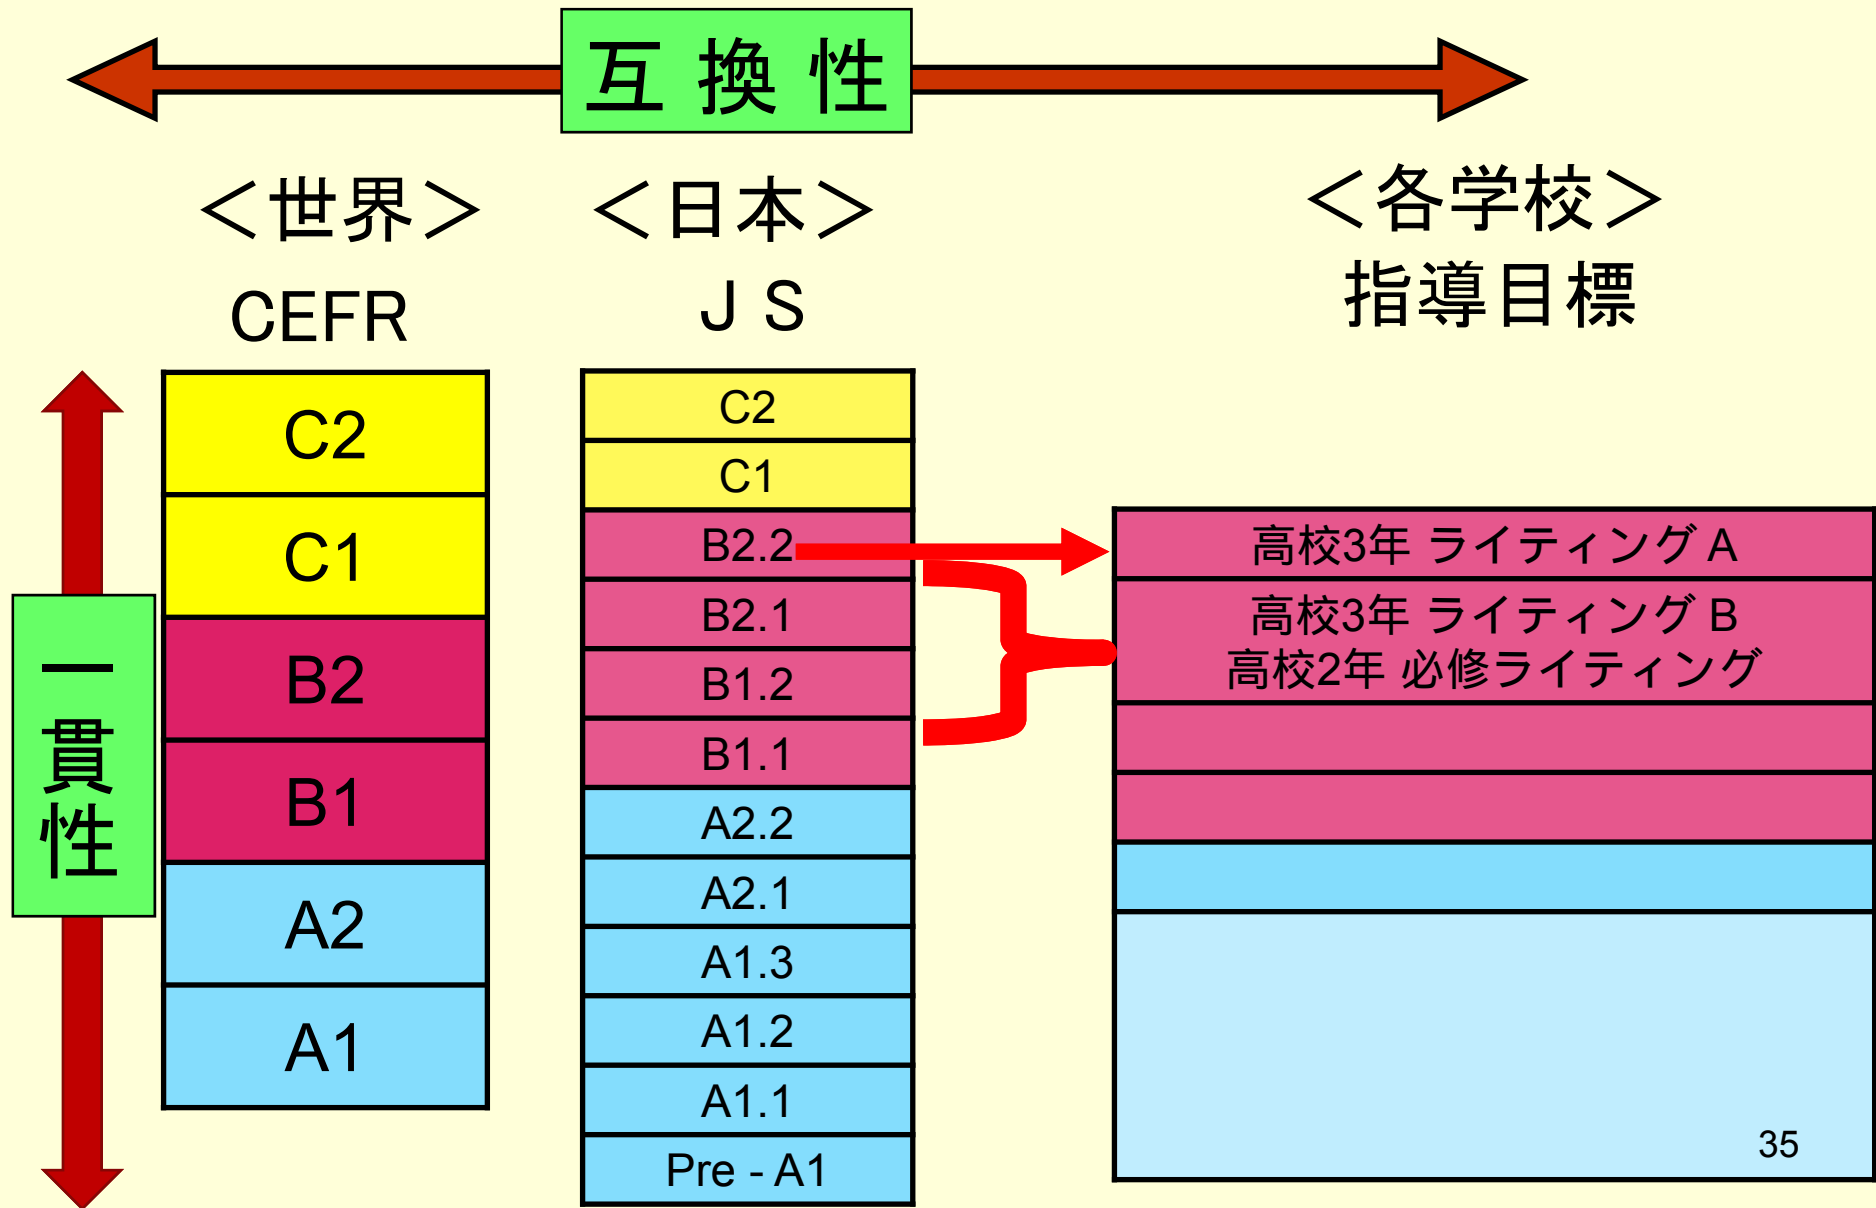 互 換 性
＜世界＞
CEFR
＜日本＞
ＪＳ
＜各学校＞
指導目標
一貫性
C2
C1
B2
B1
A2
A1
C2
C1
B2.2
B2.1
B1.2
B1.1
A2.2
A2.1
A1.3
A1.2
A1.1
Pre - A1
高校3年 ライティング A
高校3年 ライティング B
高校2年 必修ライティング
35